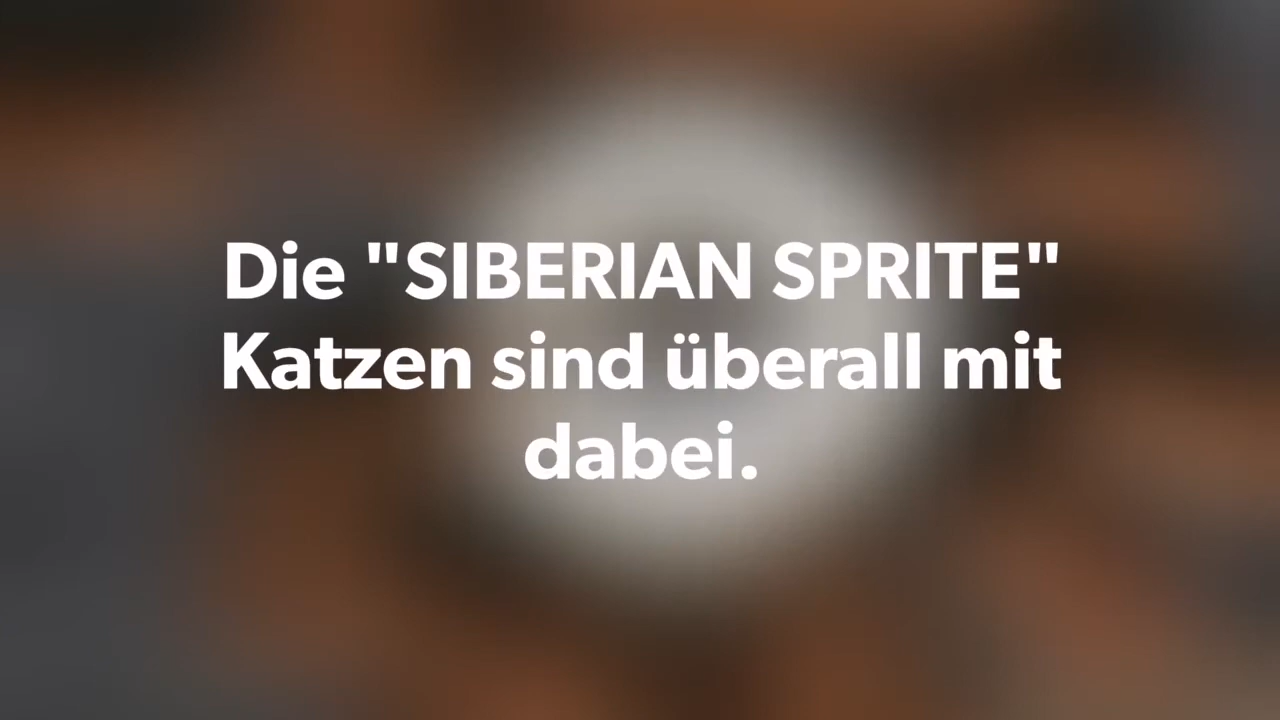 Die "SIBERIAN SPRITE"
Katzen sind überall mit
dabei.